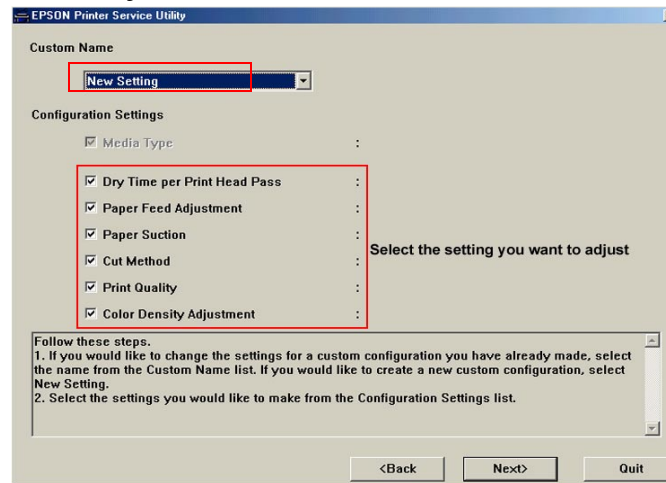 EPSON Printer Service Utility
Custom Name
New Setting
Configuration Settings
Media Type :
Dry Time per Print Head Pass :
Paper Feed Adjustment :
Paper Suction :
Select the setting you want to adjust
Cut Method :
Print Quality :
Color Density Adjustment :
Follow these steps.
1. If you would like to change the settings for a custom configuration you have already made, select
the name from the Custom Name list. If you would like to create a new custom configuration, select
New Setting.
2. Select the settings you would like to make from the Configuration Settings list.
<Back Next> Quit